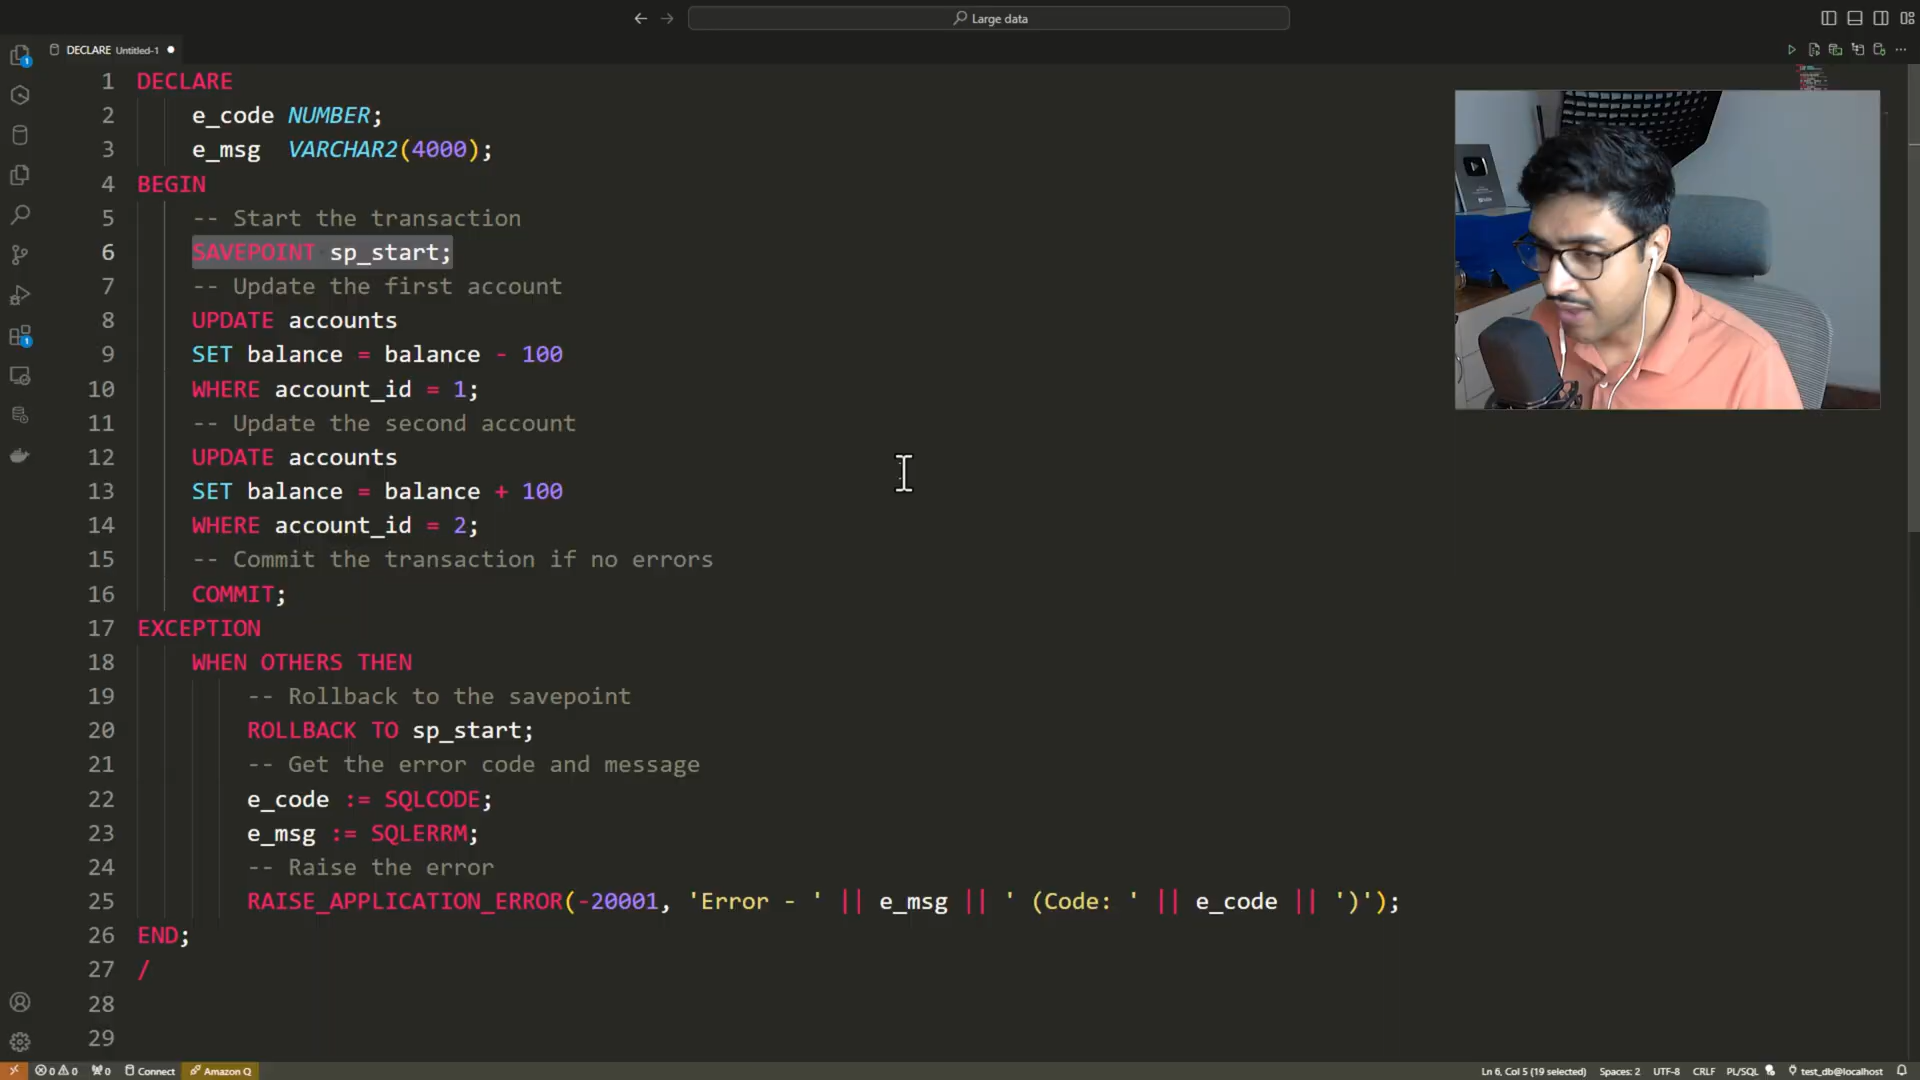 Large data
DECLARE Untitled-1
1 DECLARE
2 e_code NUMBER;
3 e_msg VARCHAR2(4000);
4 BEGIN
5 -- Start the transaction
6 SAVEPOINT sp_start;
7 -- Update the first account
8 UPDATE accounts
9 SET balance = balance - 100
10 WHERE account_id = 1;
11 -- Update the second account
12 UPDATE accounts
13 SET balance = balance + 100
14 WHERE account_id = 2;
15 -- Commit the transaction if no errors
16 COMMIT;
17 EXCEPTION
18 WHEN OTHERS THEN
19 -- Rollback to the savepoint
20 ROLLBACK TO sp_start;
21 -- Get the error code and message
22 e_code := SQLCODE;
23 e_msg := SQLERRM;
24 -- Raise the error
25 RAISE_APPLICATION_ERROR(-20001, 'Error - ' || e_msg || ' (Code: ' || e_code || ')');
26 END;
27 /
28
29
0 0 0 Connect Amazon Q Ln 6, Col 5 (19 selected) Spaces: 2 UTF-8 CRLF PL/SQL test_db@localhost